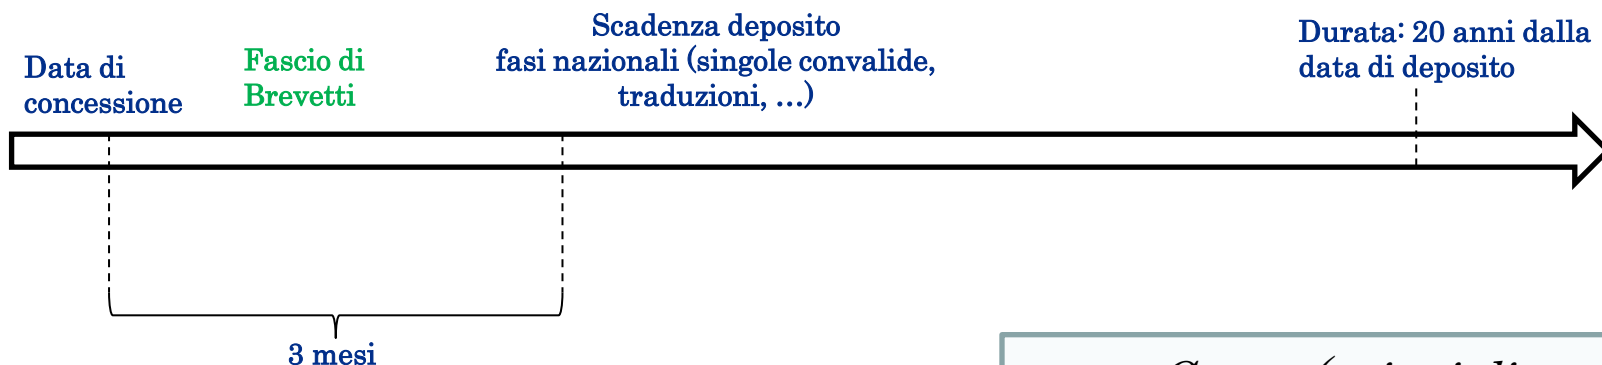 Data di
concessione
Fascio di
Brevetti
Scadenza deposito
fasi nazionali (singole convalide,
traduzioni, ...)
Durata: 20 anni dalla
data di deposito
3 mesi